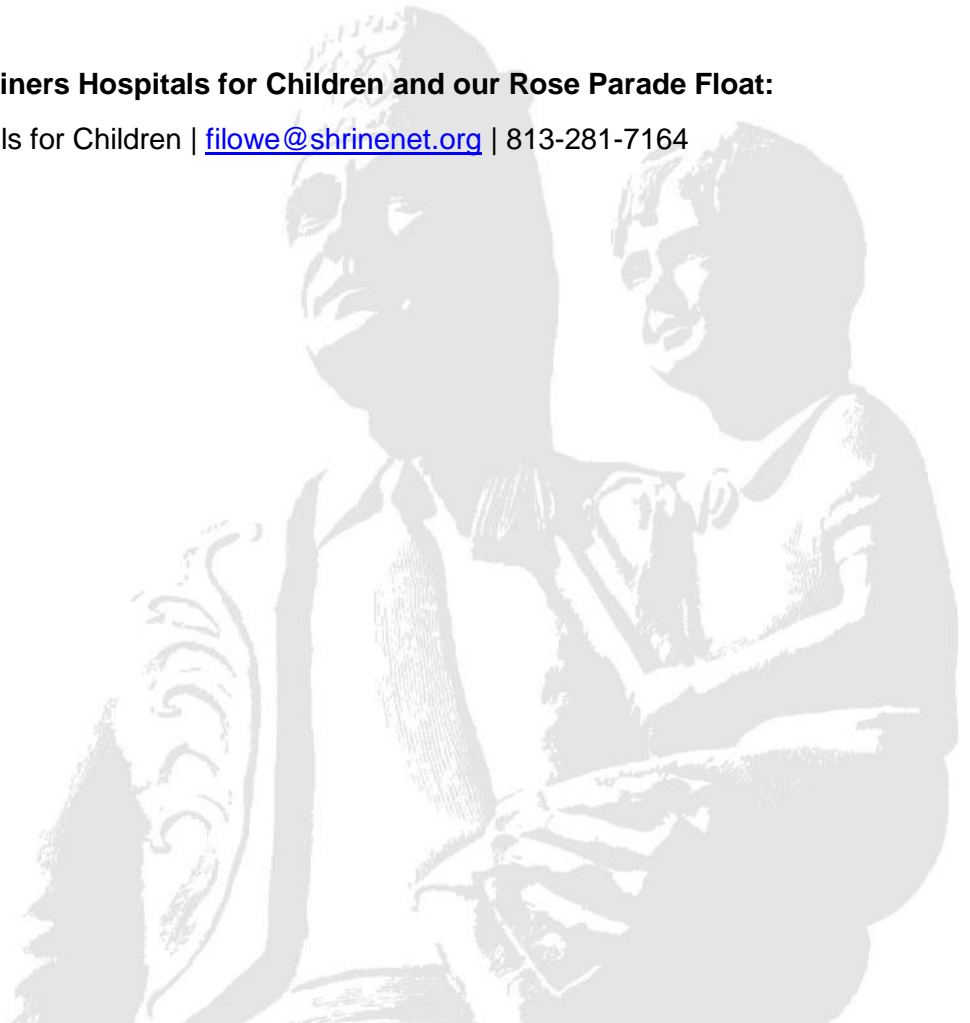 iners Hospitals for Children and our Rose Parade Float:
ls for Children | filowe@shrinenet.org | 813-281-7164